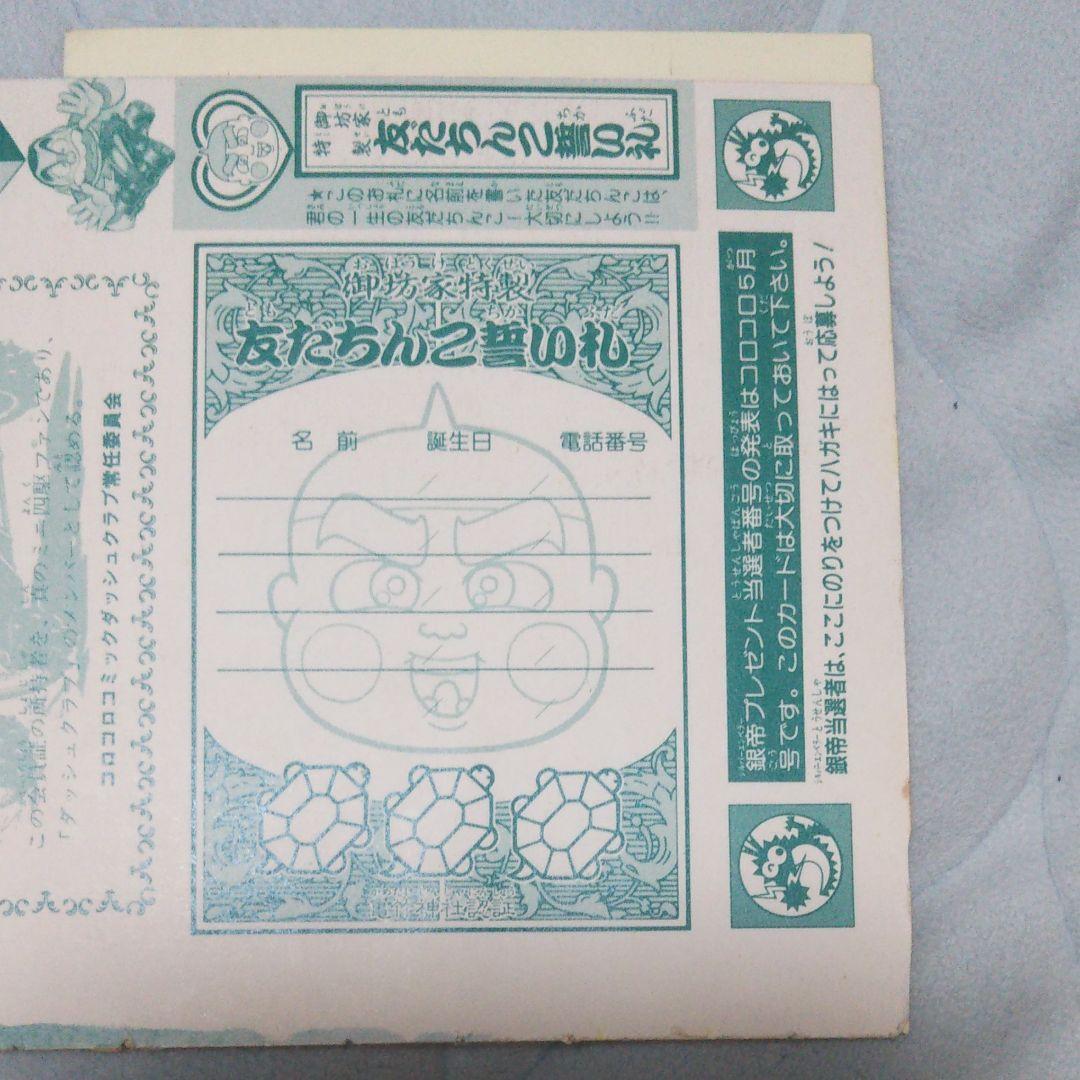 御坊家
特製
友だちんこ誓い札
★このお札に名前を書いた友だちんこは、
君の一生の友だちんこ!大切にしよう!!
御坊家特製
友だちんこ誓い札
名前 誕生日 電話番号
神社認証
銀帝プレゼント当選者番号の発表はコロコロ5月
号です。このカードは大切に取っておいて下さい。
銀帝当選者は、ここにのりをつけてハガキにはって応募しよう!
この会員証の所持者を、真のミニ四駆ファンであり、
「ダッシュクラブ」のメンバーとして認める。
コロコロコミックダッシュクラブ常任委員会